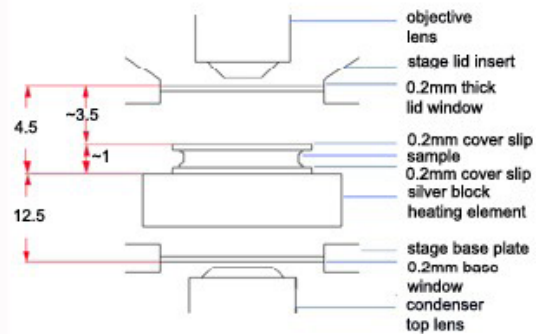 objective
lens
stage lid insert
0.2mm thick
lid window
~3.5
4.5
0.2mm cover slip
~1
sample
0.2mm cover slip
silver block
heating element
12.5
stage base plate
0.2mm base
window
condenser
top lens